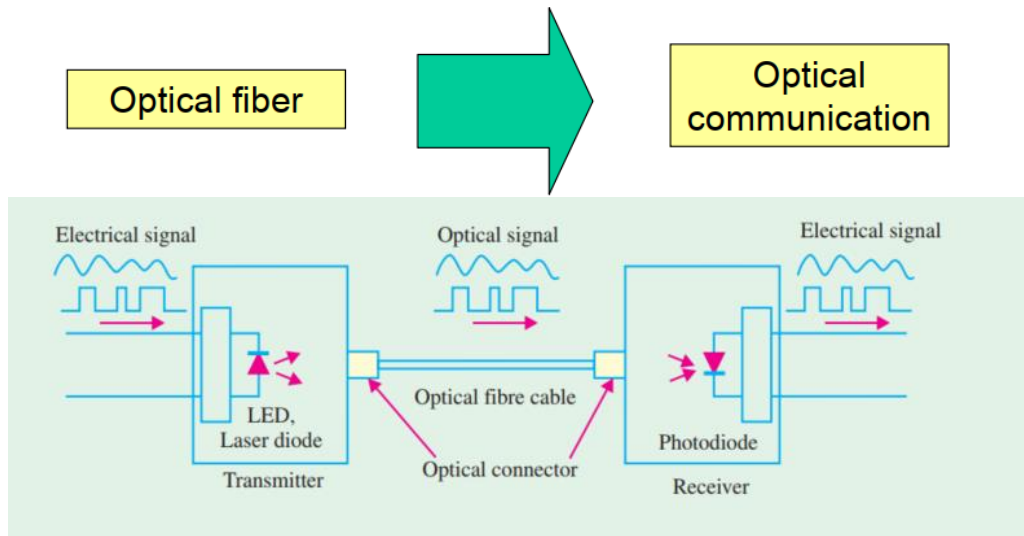 Optical fiber
Optical
communication
Electrical signal
Optical signal
Electrical signal
LED,
Laser diode
Transmitter
Optical fibre cable
Optical connector
Photodiode
Receiver